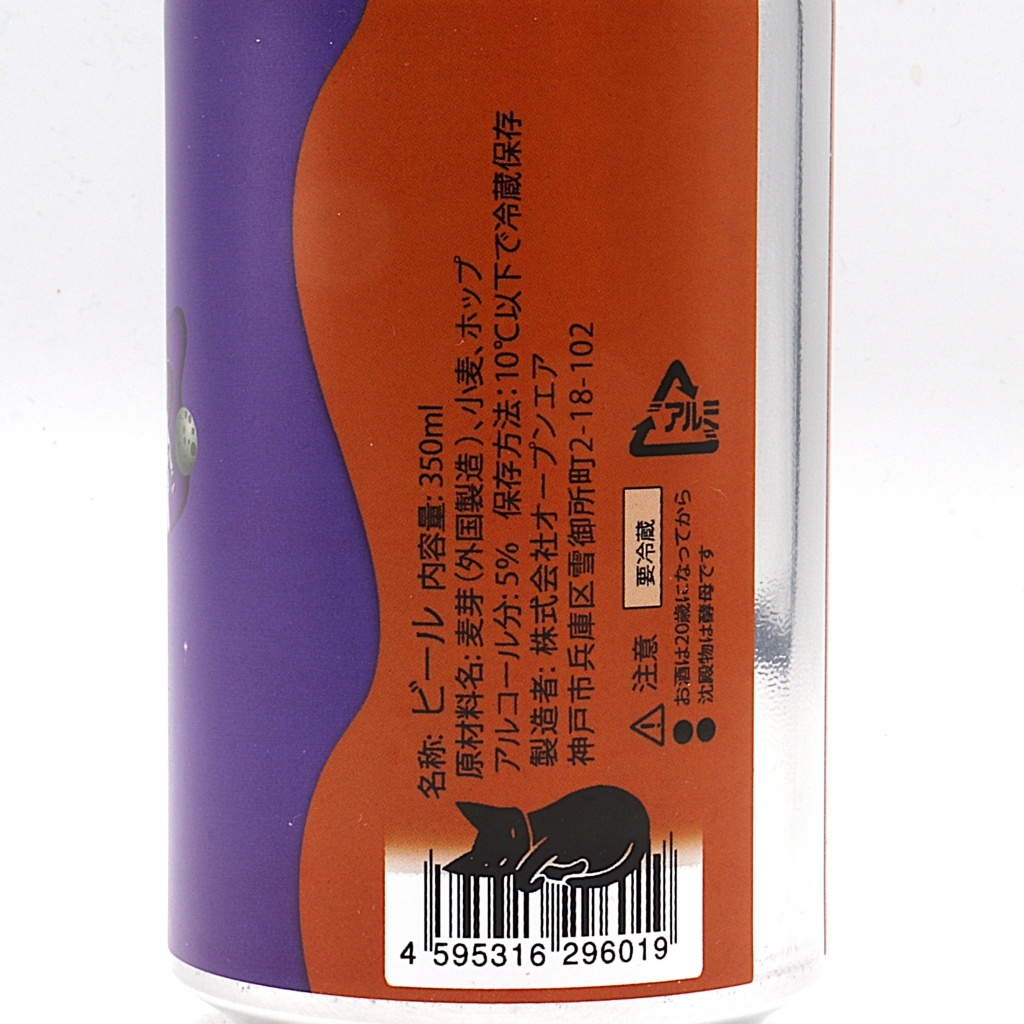 名称: ビール 内容量: 350ml
原材料名: 麦芽(外国製造)、小麦、ホップ
アルコール分: 5% 保存方法: 10℃以下で冷蔵保存
製造者: 株式会社オープンエア
神戸市兵庫区雪御所町2-18-102
注意 要冷蔵
●お酒は20歳になってから
●沈殿物は酵母です
アルミ
4 595316 296019